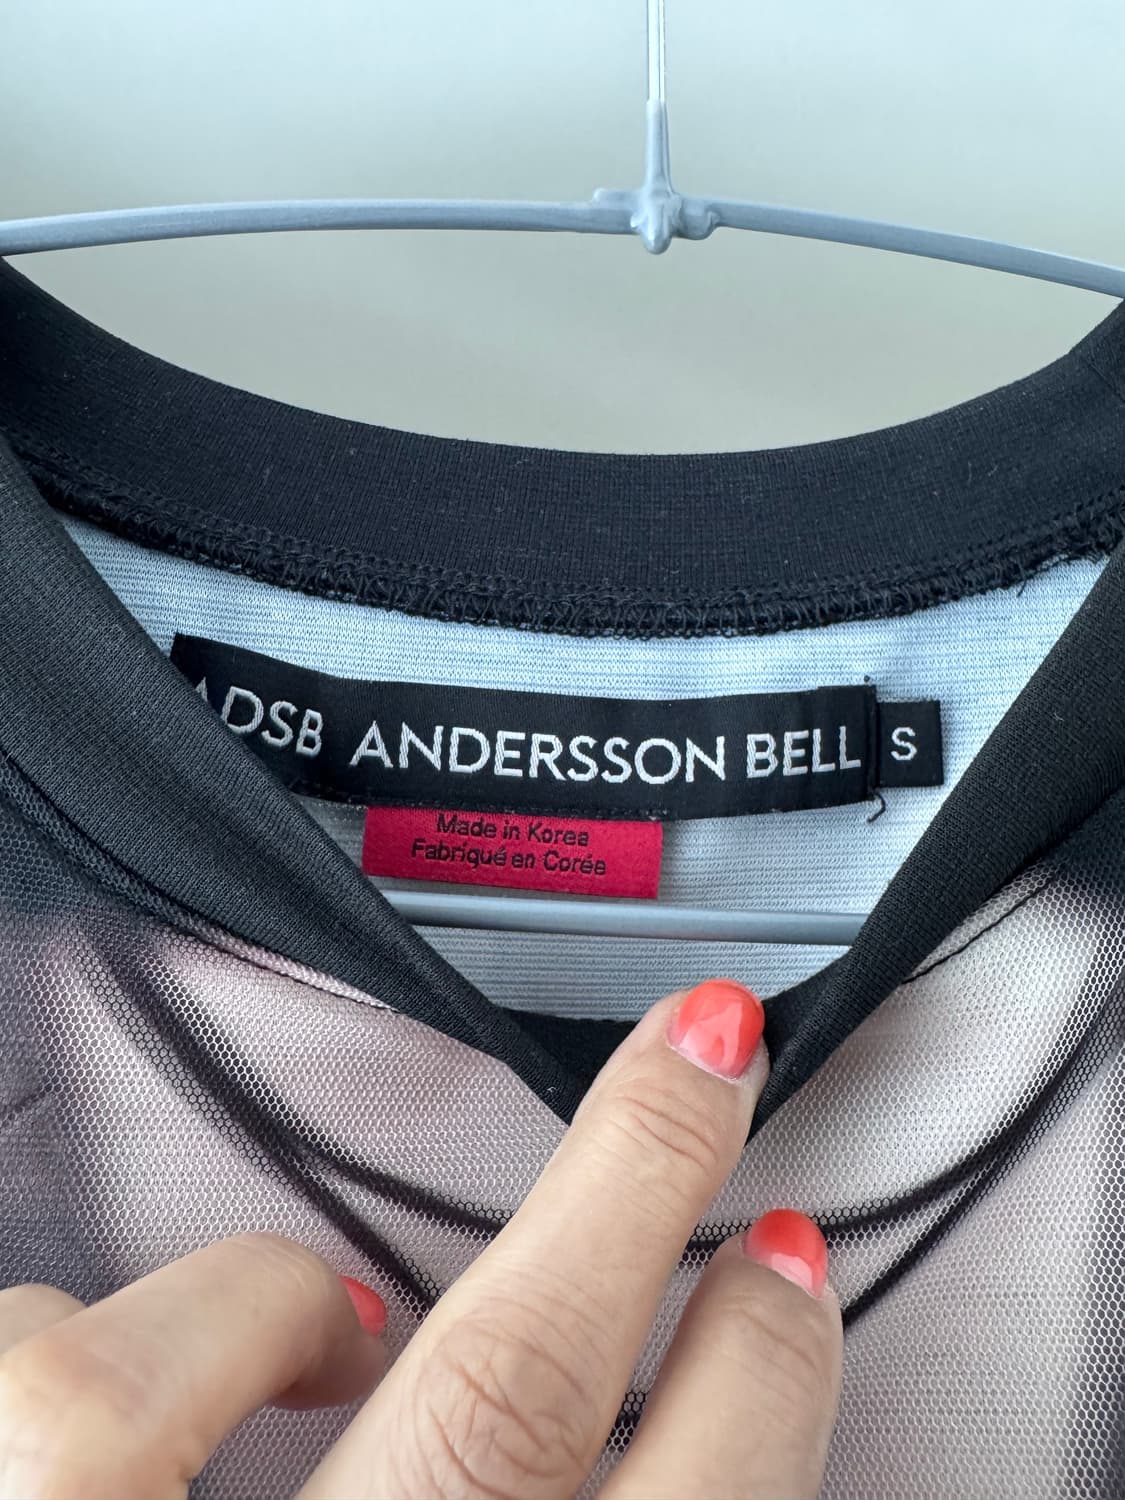 ADSB ANDERSSON BELL
S
Made in Korea
Fabriqué en Corée